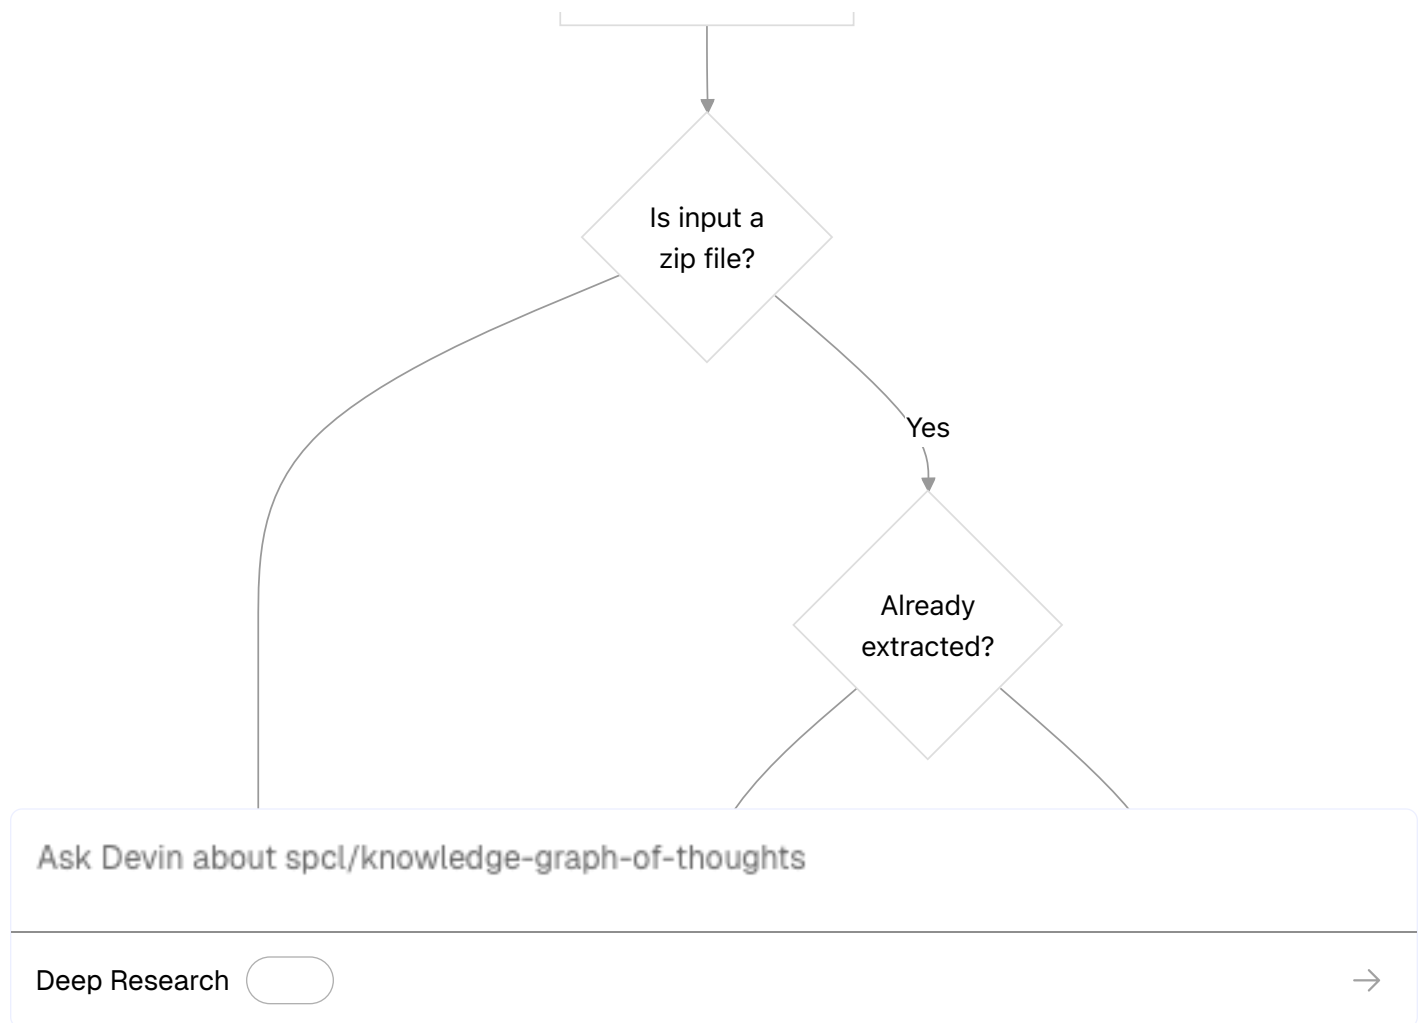 Is input a
zip file?
Yes
Already
extracted?
Ask Devin about spcl/knowledge-graph-of-thoughts
Deep Research